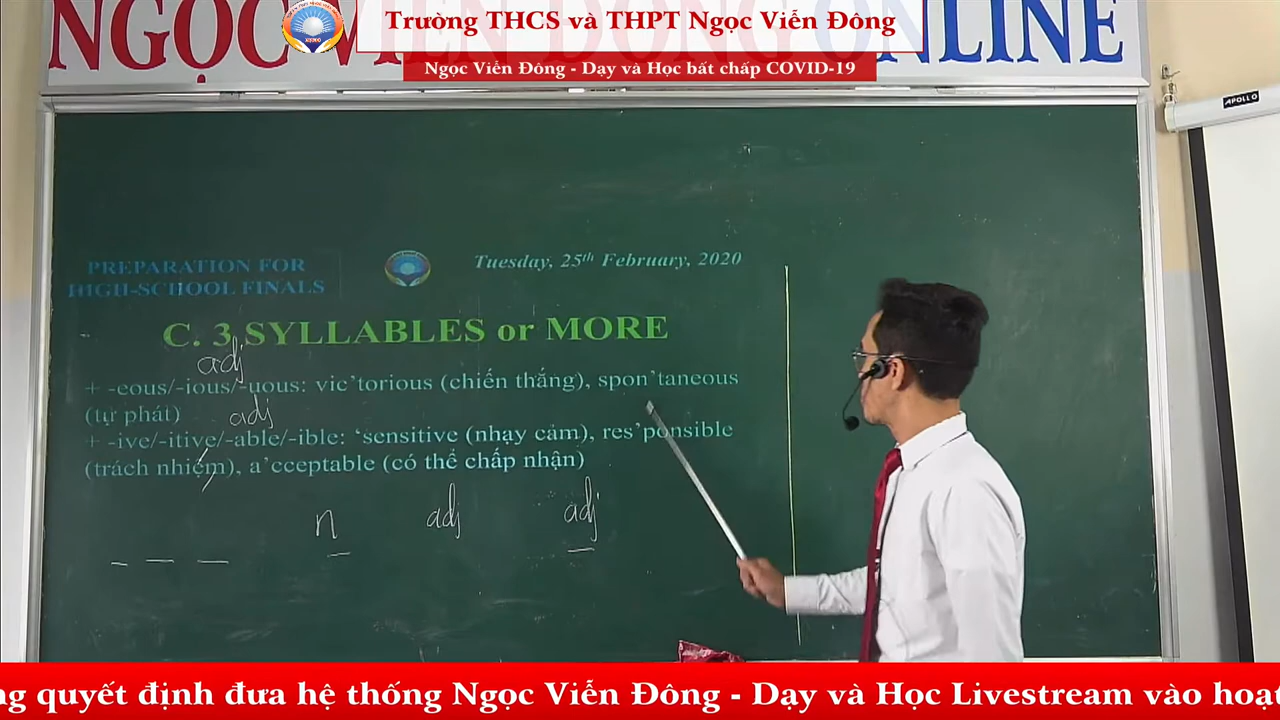 NGỌC VIỄN ĐÔNG ONLINE
Trường THCS và THPT Ngọc Viễn Đông
Ngọc Viễn Đông - Dạy và Học bất chấp COVID-19
APOLLO
PREPARATION FOR
HIGH-SCHOOL FINALS
Tuesday, 25th February, 2020
C. 3 SYLLABLES or MORE
adj
+ -eous/-ious/-uous: vic’torious (chiến thắng), spon’taneous
(tự phát)
adj
+ -ive/-itive/-able/-ible: ‘sensitive (nhạy cảm), res’ponsible
(trách nhiệm), a’cceptable (có thể chấp nhận)
n adj adj
ng quyết định đưa hệ thống Ngọc Viễn Đông - Dạy và Học Livestream vào hoạt